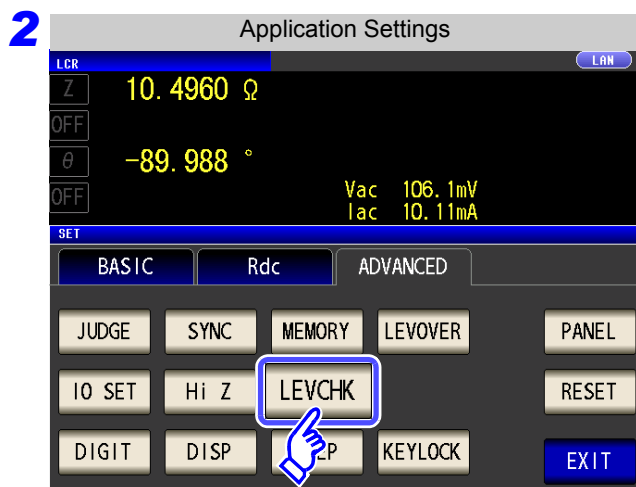 2 Application Settings
LCR LAN
Z 10.4960 Ω
OFF
θ -89.988 °
OFF Vac 106.1mV
Iac 10.11mA
SET
BASIC Rdc ADVANCED
JUDGE SYNC MEMORY LEVOVER PANEL
IO SET Hi Z LEVCHK RESET
DIGIT DISP KEYLOCK EXIT